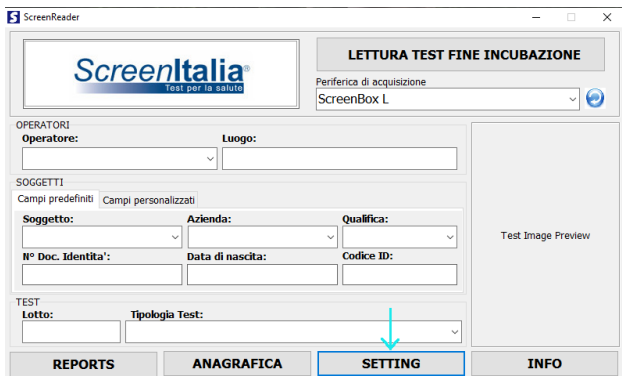 S ScreenReader
ScreenItalia®
Test per la salute
LETTURA TEST FINE INCUBAZIONE
Periferica di acquisizione
ScreenBox L
OPERATORI
Operatore: Luogo:
SOGGETTI
Campi predefiniti Campi personalizzati
Soggetto: Azienda: Qualifica:
N° Doc. Identita': Data di nascita: Codice ID:
Test Image Preview
TEST
Lotto: Tipologia Test:
REPORTS ANAGRAFICA SETTING INFO